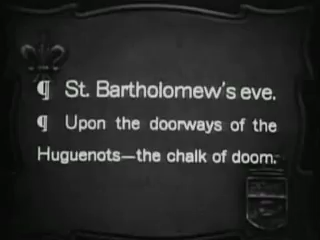 ¶ St. Bartholomew's eve.
¶ Upon the doorways of the
Huguenots—the chalk of doom.